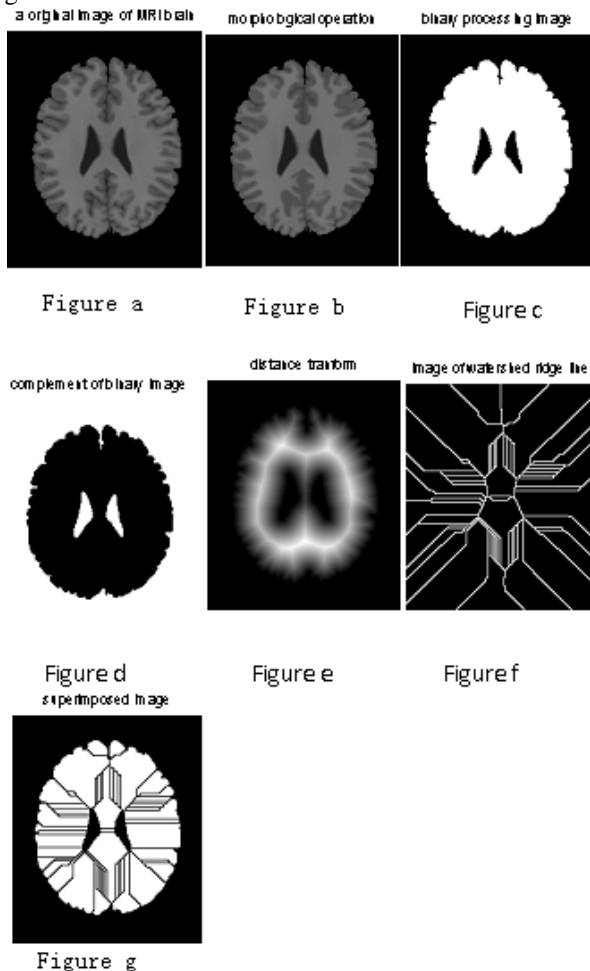 a original image of MRI brain
morphological operation
binary processing image
Figure a
Figure b
Figure c
complement of binary image
distance tranform
image of watershed ridge line
Figure d
Figure e
Figure f
superimposed image
Figure g